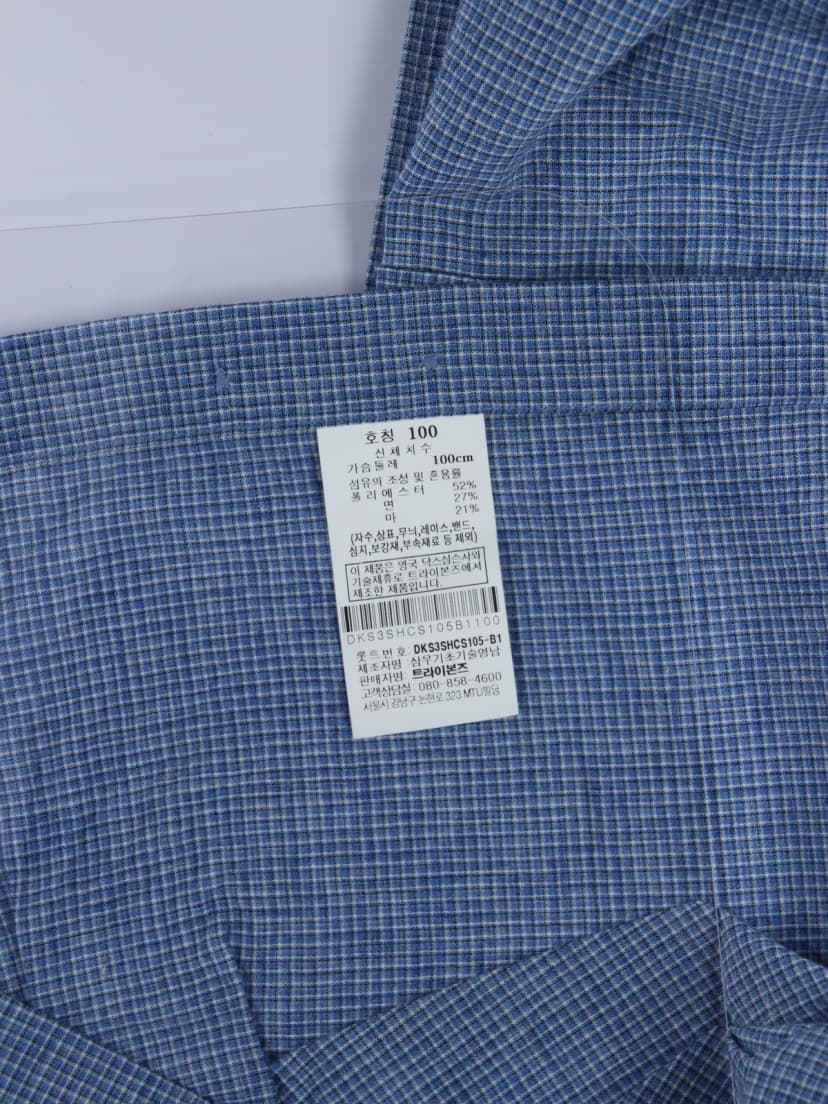 호칭 100
신체치수
가슴둘레 100cm
섬유의 조성 및 혼용률
폴리에스터 52%
면 27%
마 21%
(자수,상표,무늬,레이스,밴드,
심지,보강재,부속재료 등 제외)
이 제품은 영국 닥스심슨사와
기술제휴로 트라이본즈에서
제조한 제품입니다.
DKS3SHCS105B1100
롯트번호: DKS3SHCS105-B1
제조자명: 심우기초기술영남
판매자명: 트라이본즈
고객상담실: 080-858-4600
서울시 강남구 논현로 323 MTU빌딩